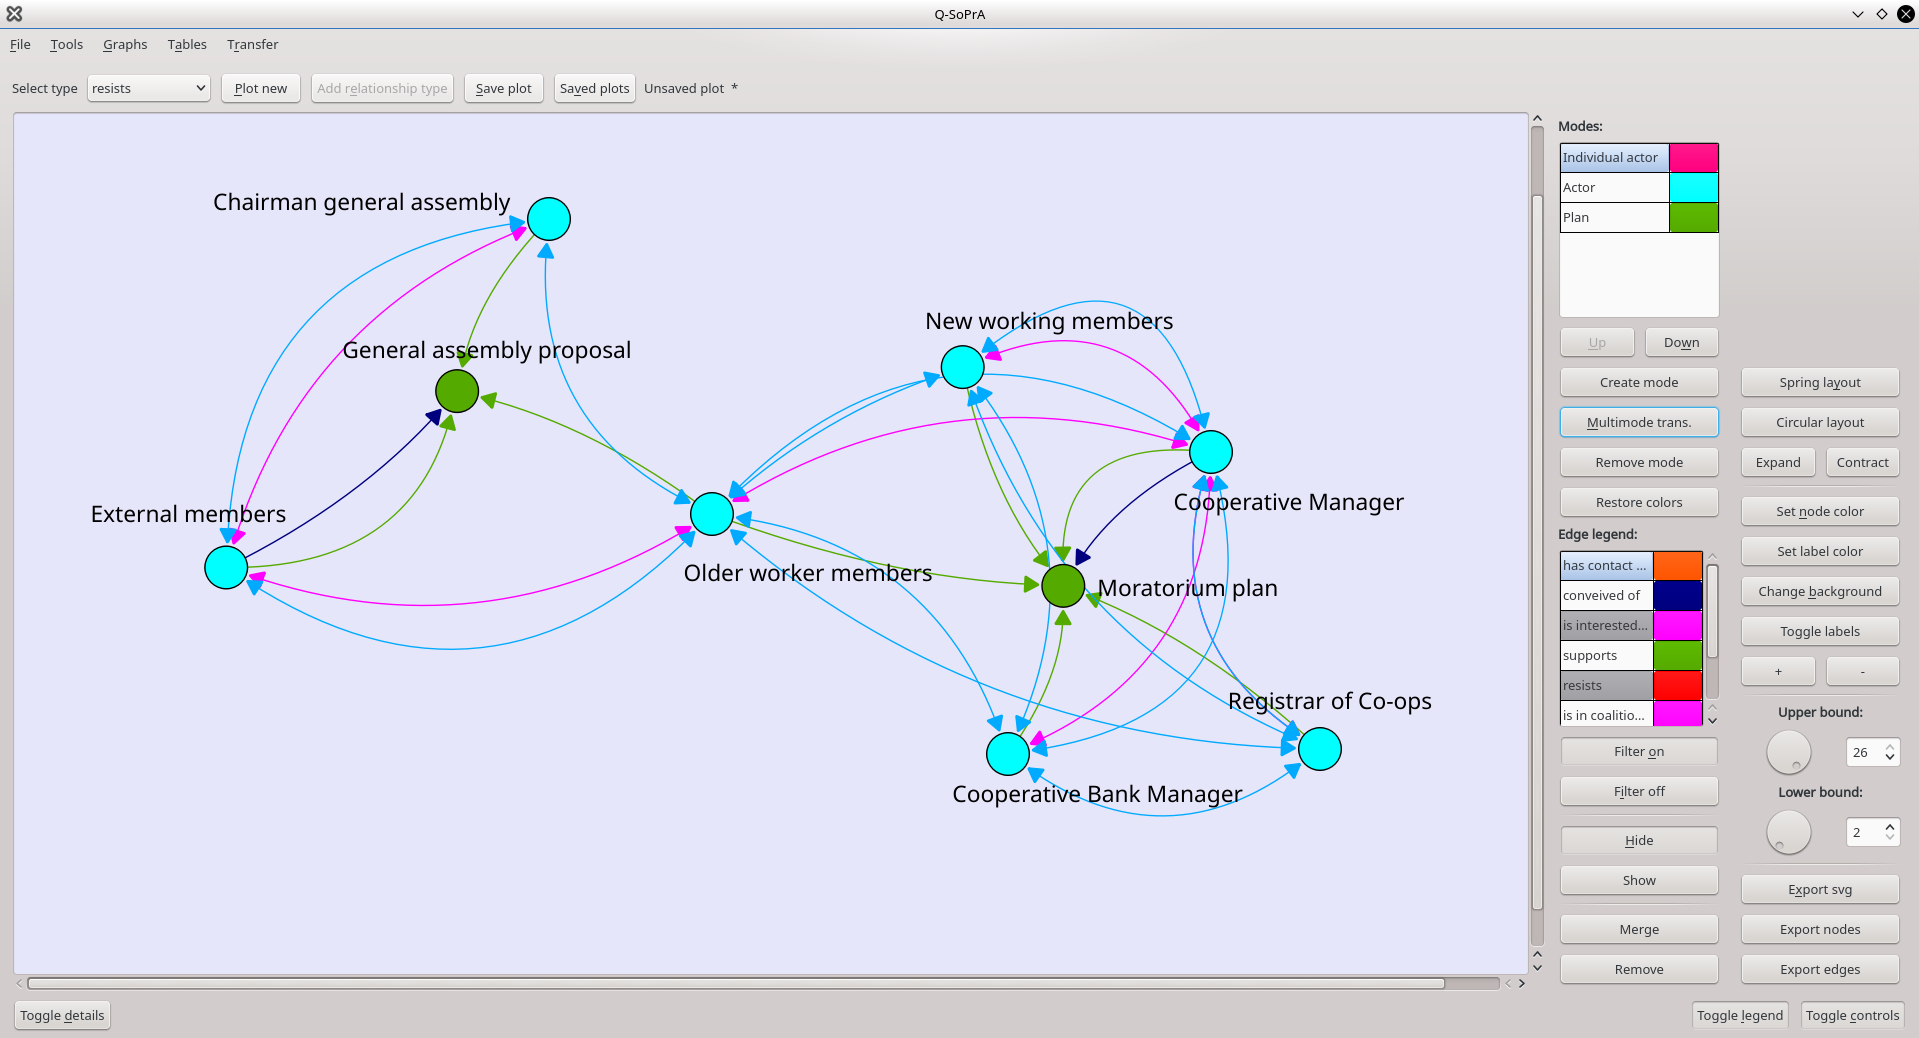 Q-SoPrA
File Tools Graphs Tables Transfer
Select type resists Plot new Add relationship type Save plot Saved plots Unsaved plot *
Chairman general assembly
General assembly proposal
External members
Older worker members
New working members
Cooperative Manager
Moratorium plan
Registrar of Co-ops
Cooperative Bank Manager
Modes:
Individual actor
Actor
Plan
Up Down
Create mode
Multimode trans.
Remove mode
Restore colors
Edge legend:
has contact ...
conveived of
is interested...
supports
resists
is in coalitio...
Filter on
Filter off
Hide
Show
Merge
Remove
Spring layout
Circular layout
Expand Contract
Set node color
Set label color
Change background
Toggle labels
+ -
Upper bound:
26
Lower bound:
2
Export svg
Export nodes
Export edges
Toggle details Toggle legend Toggle controls